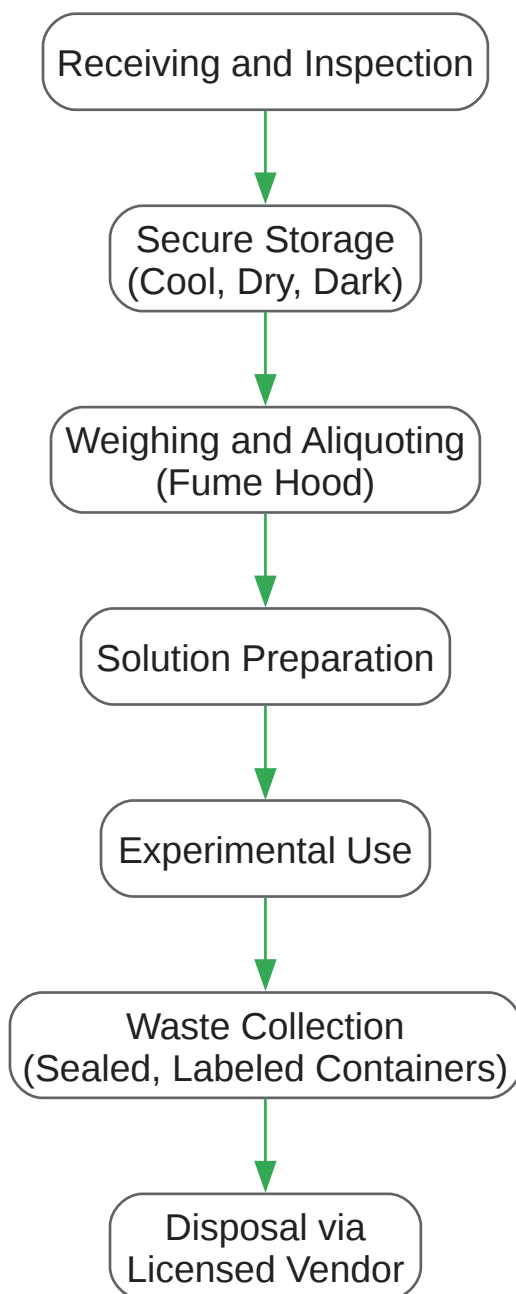 Receiving and Inspection
Secure Storage
(Cool, Dry, Dark)
Weighing and Aliquoting
(Fume Hood)
Solution Preparation
Experimental Use
Waste Collection
(Sealed, Labeled Containers)
Disposal via
Licensed Vendor